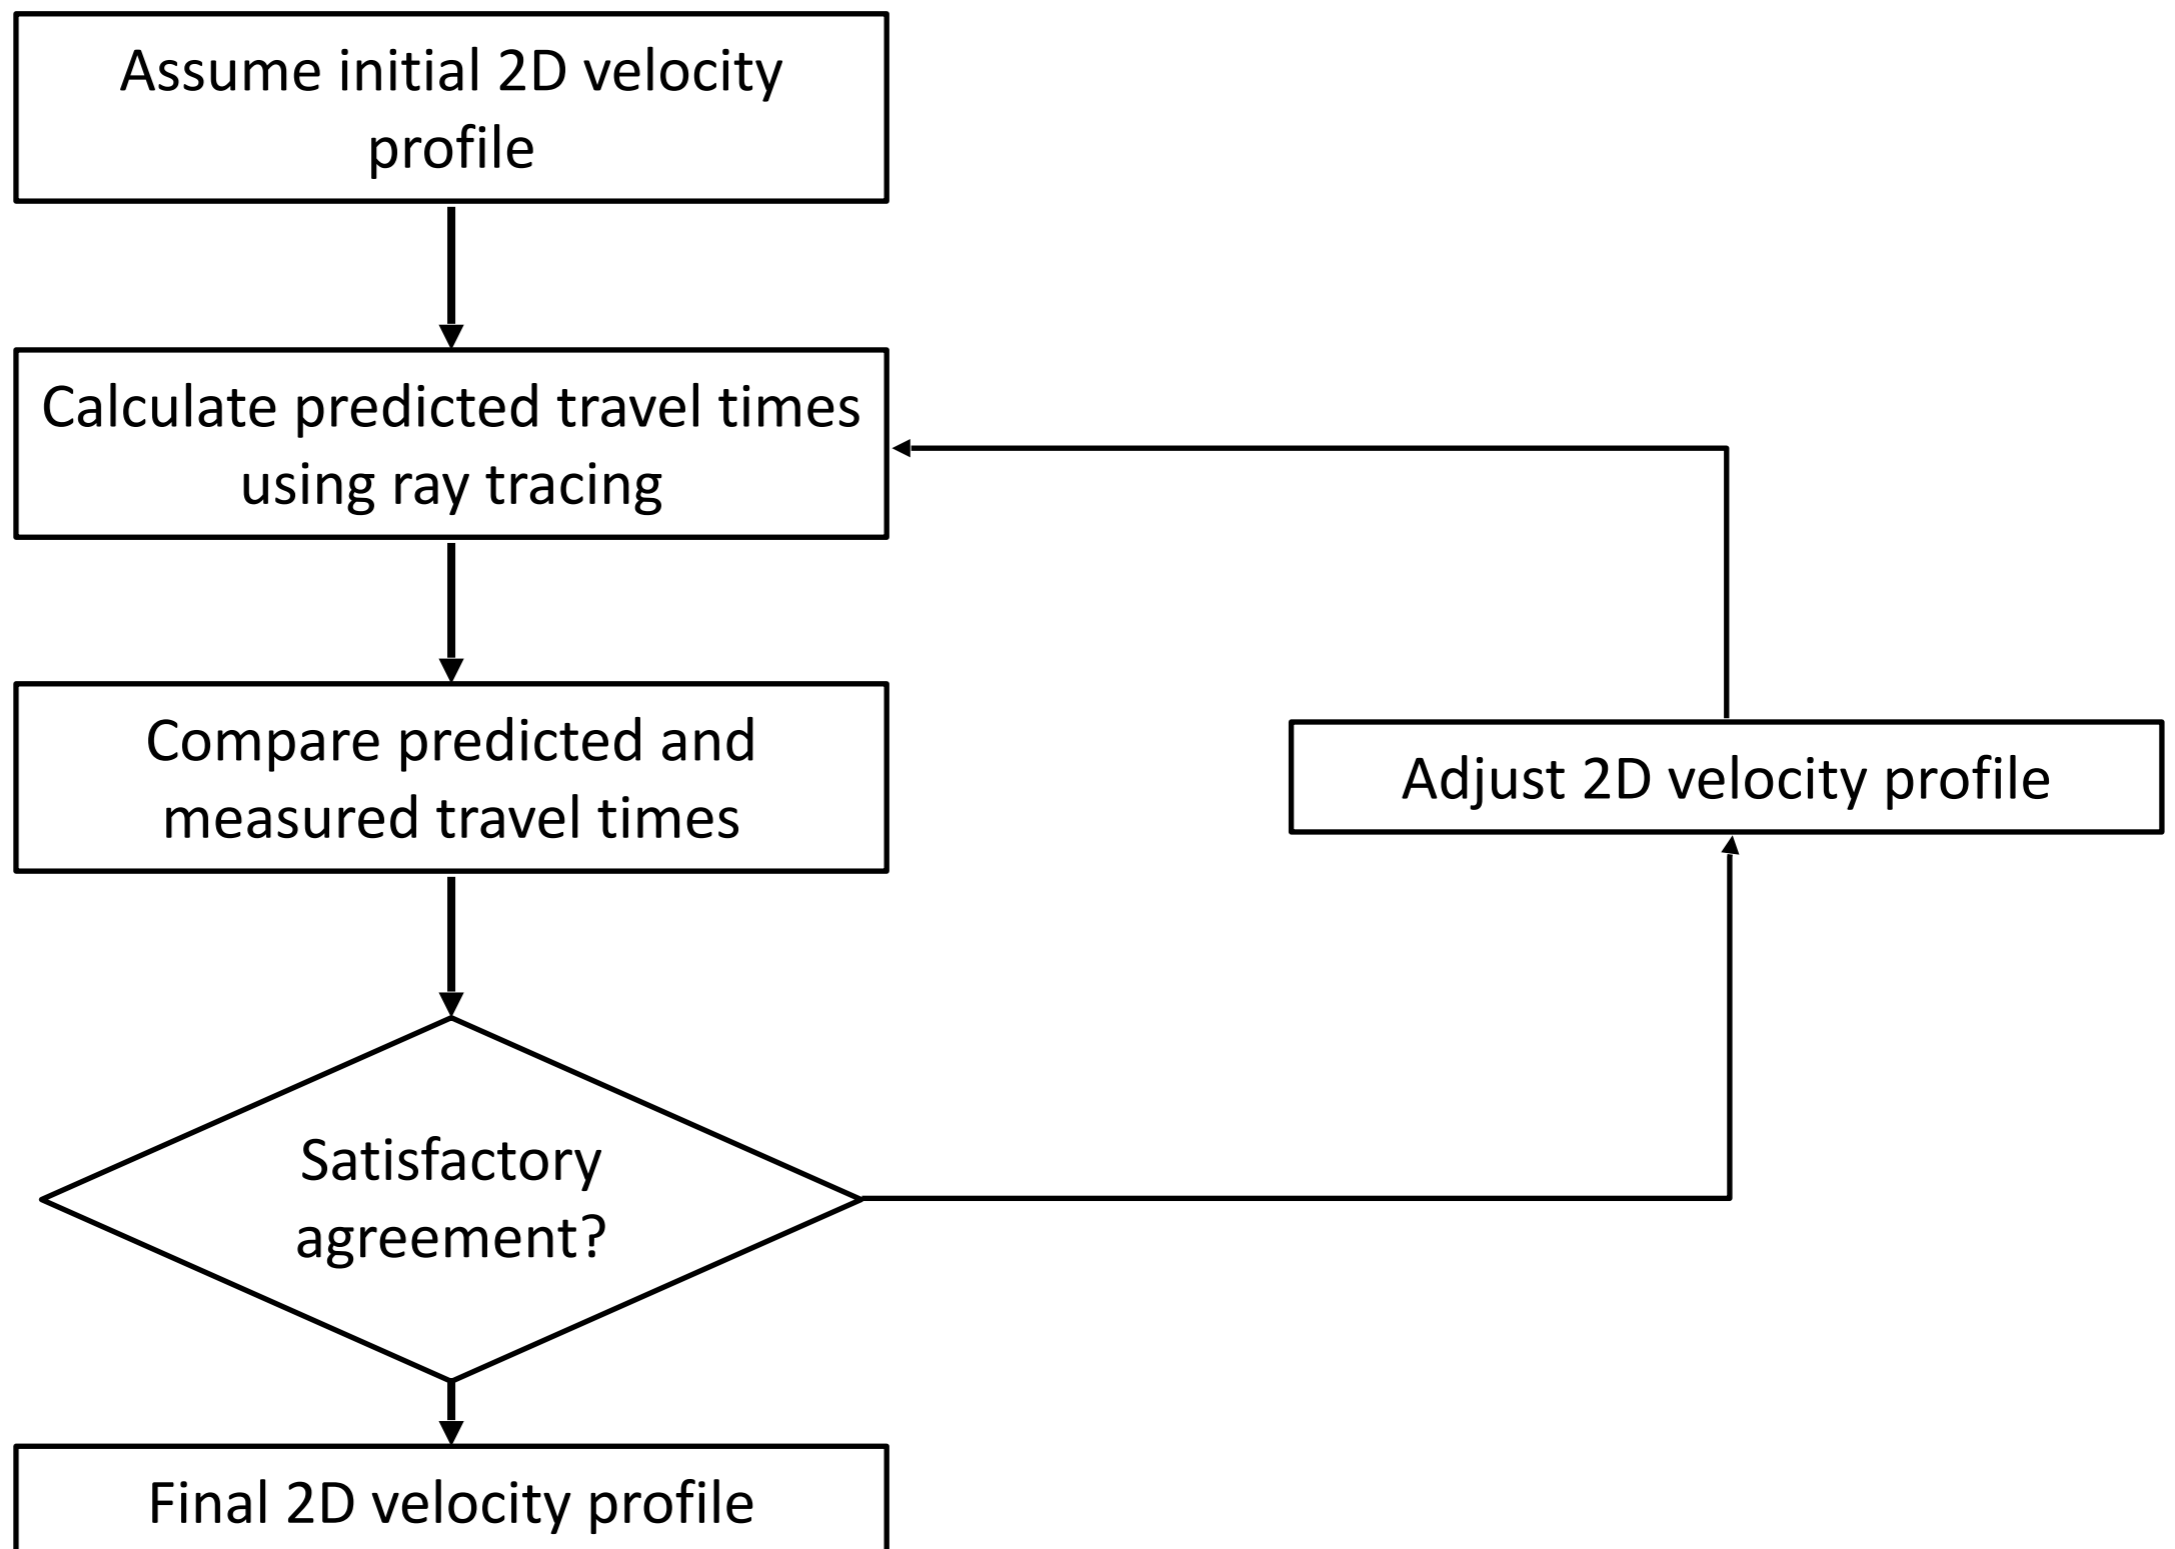 Assume initial 2D velocity
profile
Calculate predicted travel times
using ray tracing
Compare predicted and
measured travel times
Adjust 2D velocity profile
Satisfactory
agreement?
Final 2D velocity profile